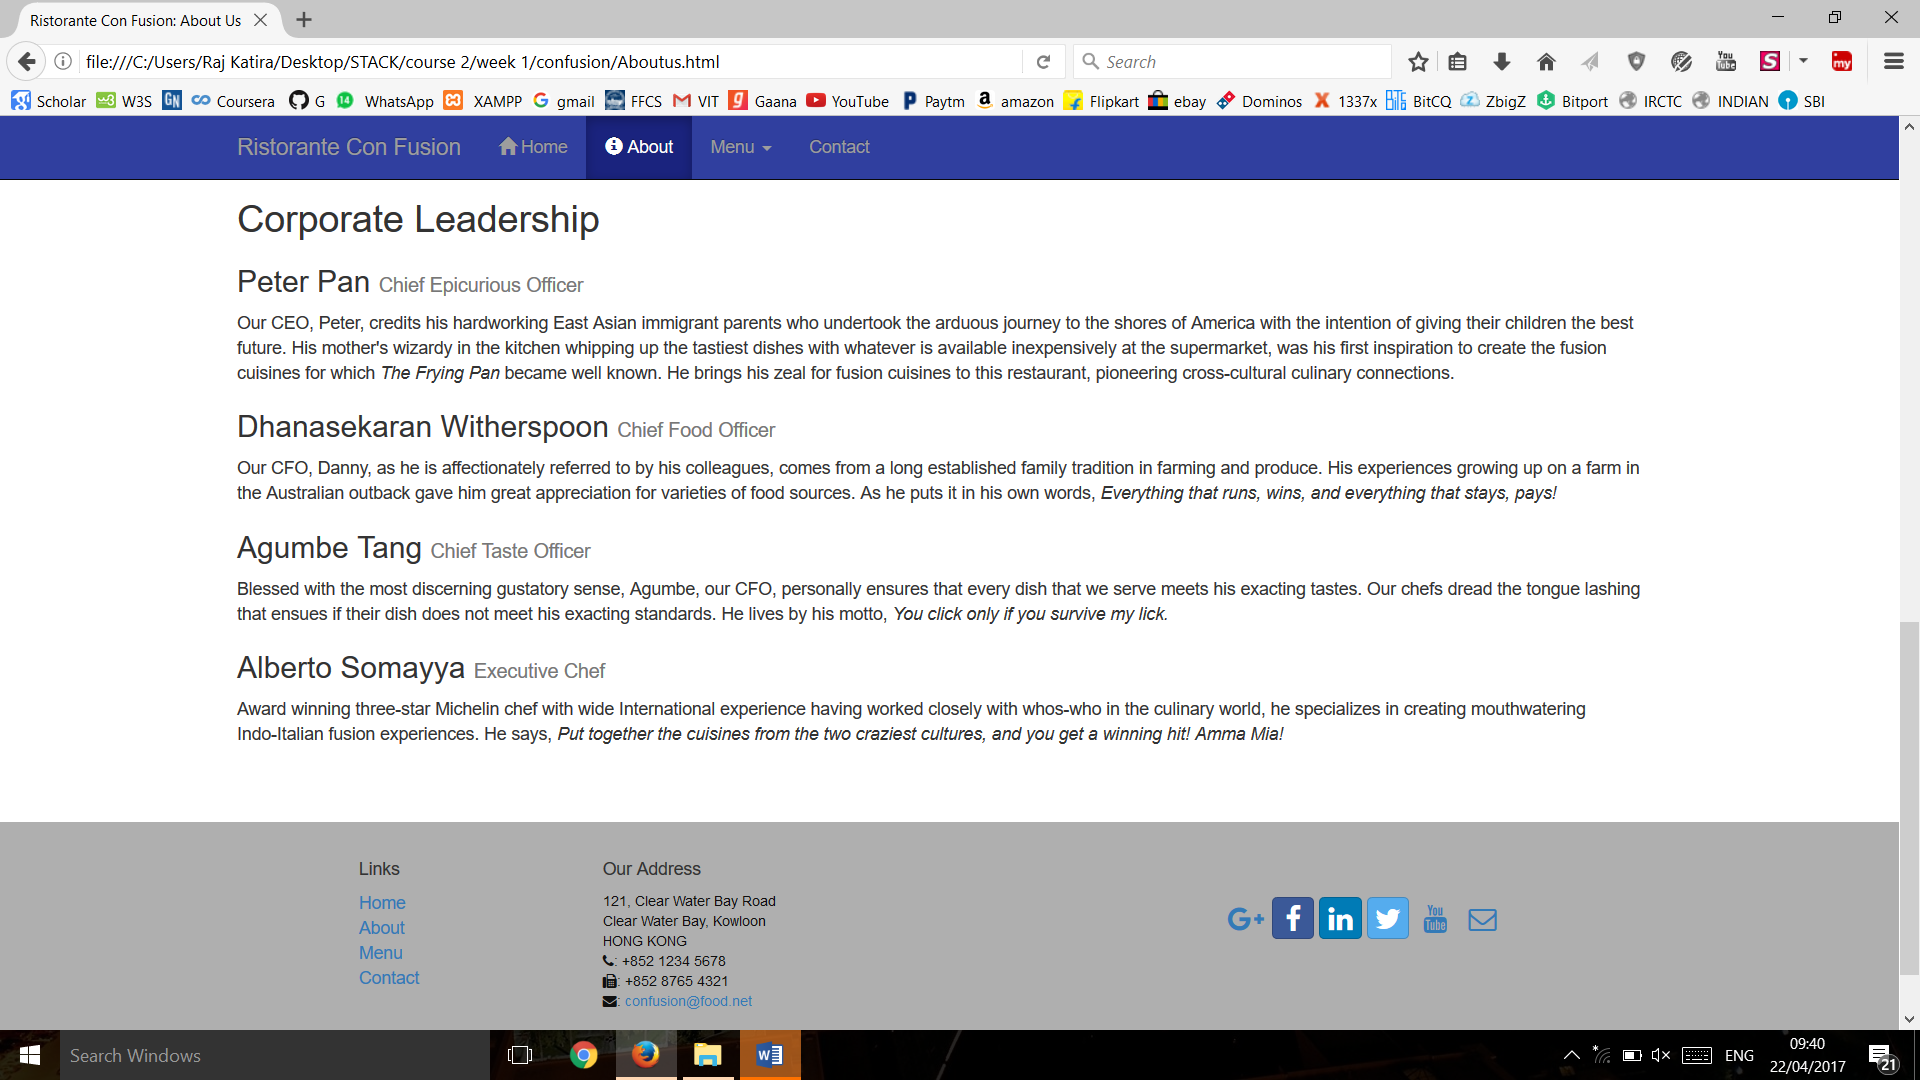 Ristorante Con Fusion: About Us
file:///C:/Users/Raj Katira/Desktop/STACK/course 2/week 1/confusion/Aboutus.html
Search
You Tube
S
my
Scholar W3S GN Coursera G 14 WhatsApp XAMPP gmail FFCS VIT Gaana YouTube Paytm amazon Flipkart ebay Dominos 1337x BitCQ ZbigZ Bitport IRCTC INDIAN SBI
Ristorante Con Fusion Home About Menu Contact
Corporate Leadership
Peter Pan Chief Epicurious Officer
Our CEO, Peter, credits his hardworking East Asian immigrant parents who undertook the arduous journey to the shores of America with the intention of giving their children the best
future. His mother's wizardy in the kitchen whipping up the tastiest dishes with whatever is available inexpensively at the supermarket, was his first inspiration to create the fusion
cuisines for which The Frying Pan became well known. He brings his zeal for fusion cuisines to this restaurant, pioneering cross-cultural culinary connections.
Dhanasekaran Witherspoon Chief Food Officer
Our CFO, Danny, as he is affectionately referred to by his colleagues, comes from a long established family tradition in farming and produce. His experiences growing up on a farm in
the Australian outback gave him great appreciation for varieties of food sources. As he puts it in his own words, Everything that runs, wins, and everything that stays, pays!
Agumbe Tang Chief Taste Officer
Blessed with the most discerning gustatory sense, Agumbe, our CFO, personally ensures that every dish that we serve meets his exacting tastes. Our chefs dread the tongue lashing
that ensues if their dish does not meet his exacting standards. He lives by his motto, You click only if you survive my lick.
Alberto Somayya Executive Chef
Award winning three-star Michelin chef with wide International experience having worked closely with whos-who in the culinary world, he specializes in creating mouthwatering
Indo-Italian fusion experiences. He says, Put together the cuisines from the two craziest cultures, and you get a winning hit! Amma Mia!
Links
Home
About
Menu
Contact
Our Address
121, Clear Water Bay Road
Clear Water Bay, Kowloon
HONG KONG
: +852 1234 5678
: +852 8765 4321
: confusion@food.net
G+ f in You Tube
Search Windows
ENG
09:40
22/04/2017
21